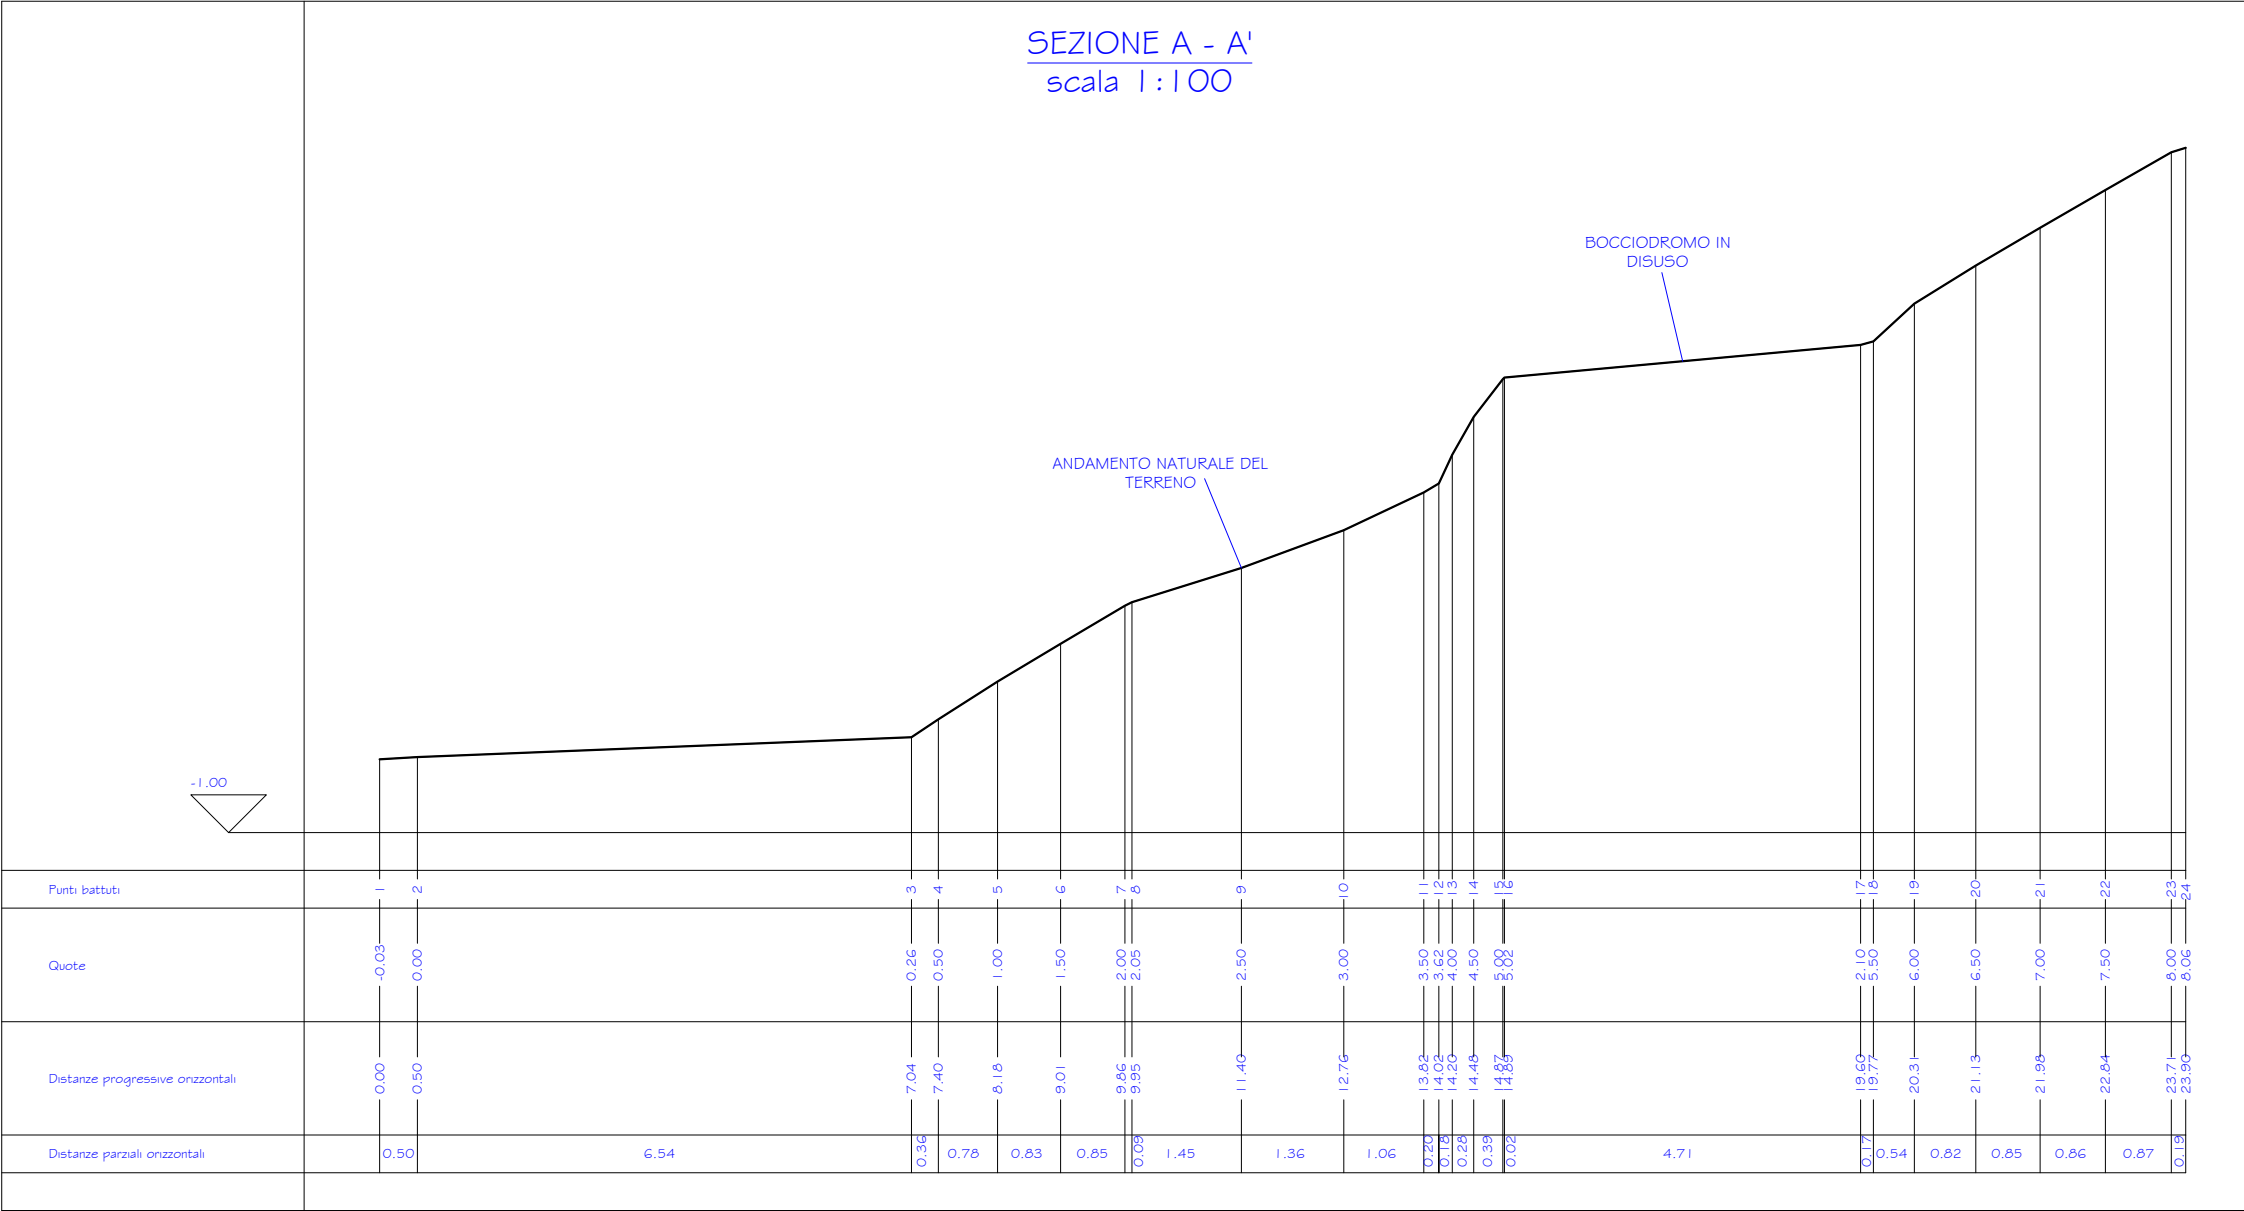 SEZIONE A - A'
scala 1:100
BOCCIODROMO IN
DISUSO
ANDAMENTO NATURALE DEL
TERRENO
-1.00
Punti battuti 1 2 3 4 5 6 7 8 9 10 11 12 13 14 15 16 17 18 19 20 21 22 23 24
Quote -0.03 0.00 0.26 0.50 1.00 1.50 2.00 2.05 2.50 3.00 3.50 3.62 4.00 4.50 5.00 5.02 2.10 5.50 6.00 6.50 7.00 7.50 8.00 8.06
Distanze progressive orizzontali 0.00 0.50 7.04 7.40 8.18 9.01 9.86 9.95 11.40 12.76 13.82 14.02 14.20 14.48 14.87 14.89 19.60 19.77 20.31 21.13 21.98 22.84 23.71 23.90
Distanze parziali orizzontali 0.50 6.54 0.36 0.78 0.83 0.85 0.09 1.45 1.36 1.06 0.20 0.18 0.28 0.39 0.02 4.71 0.17 0.54 0.82 0.85 0.86 0.87 0.19